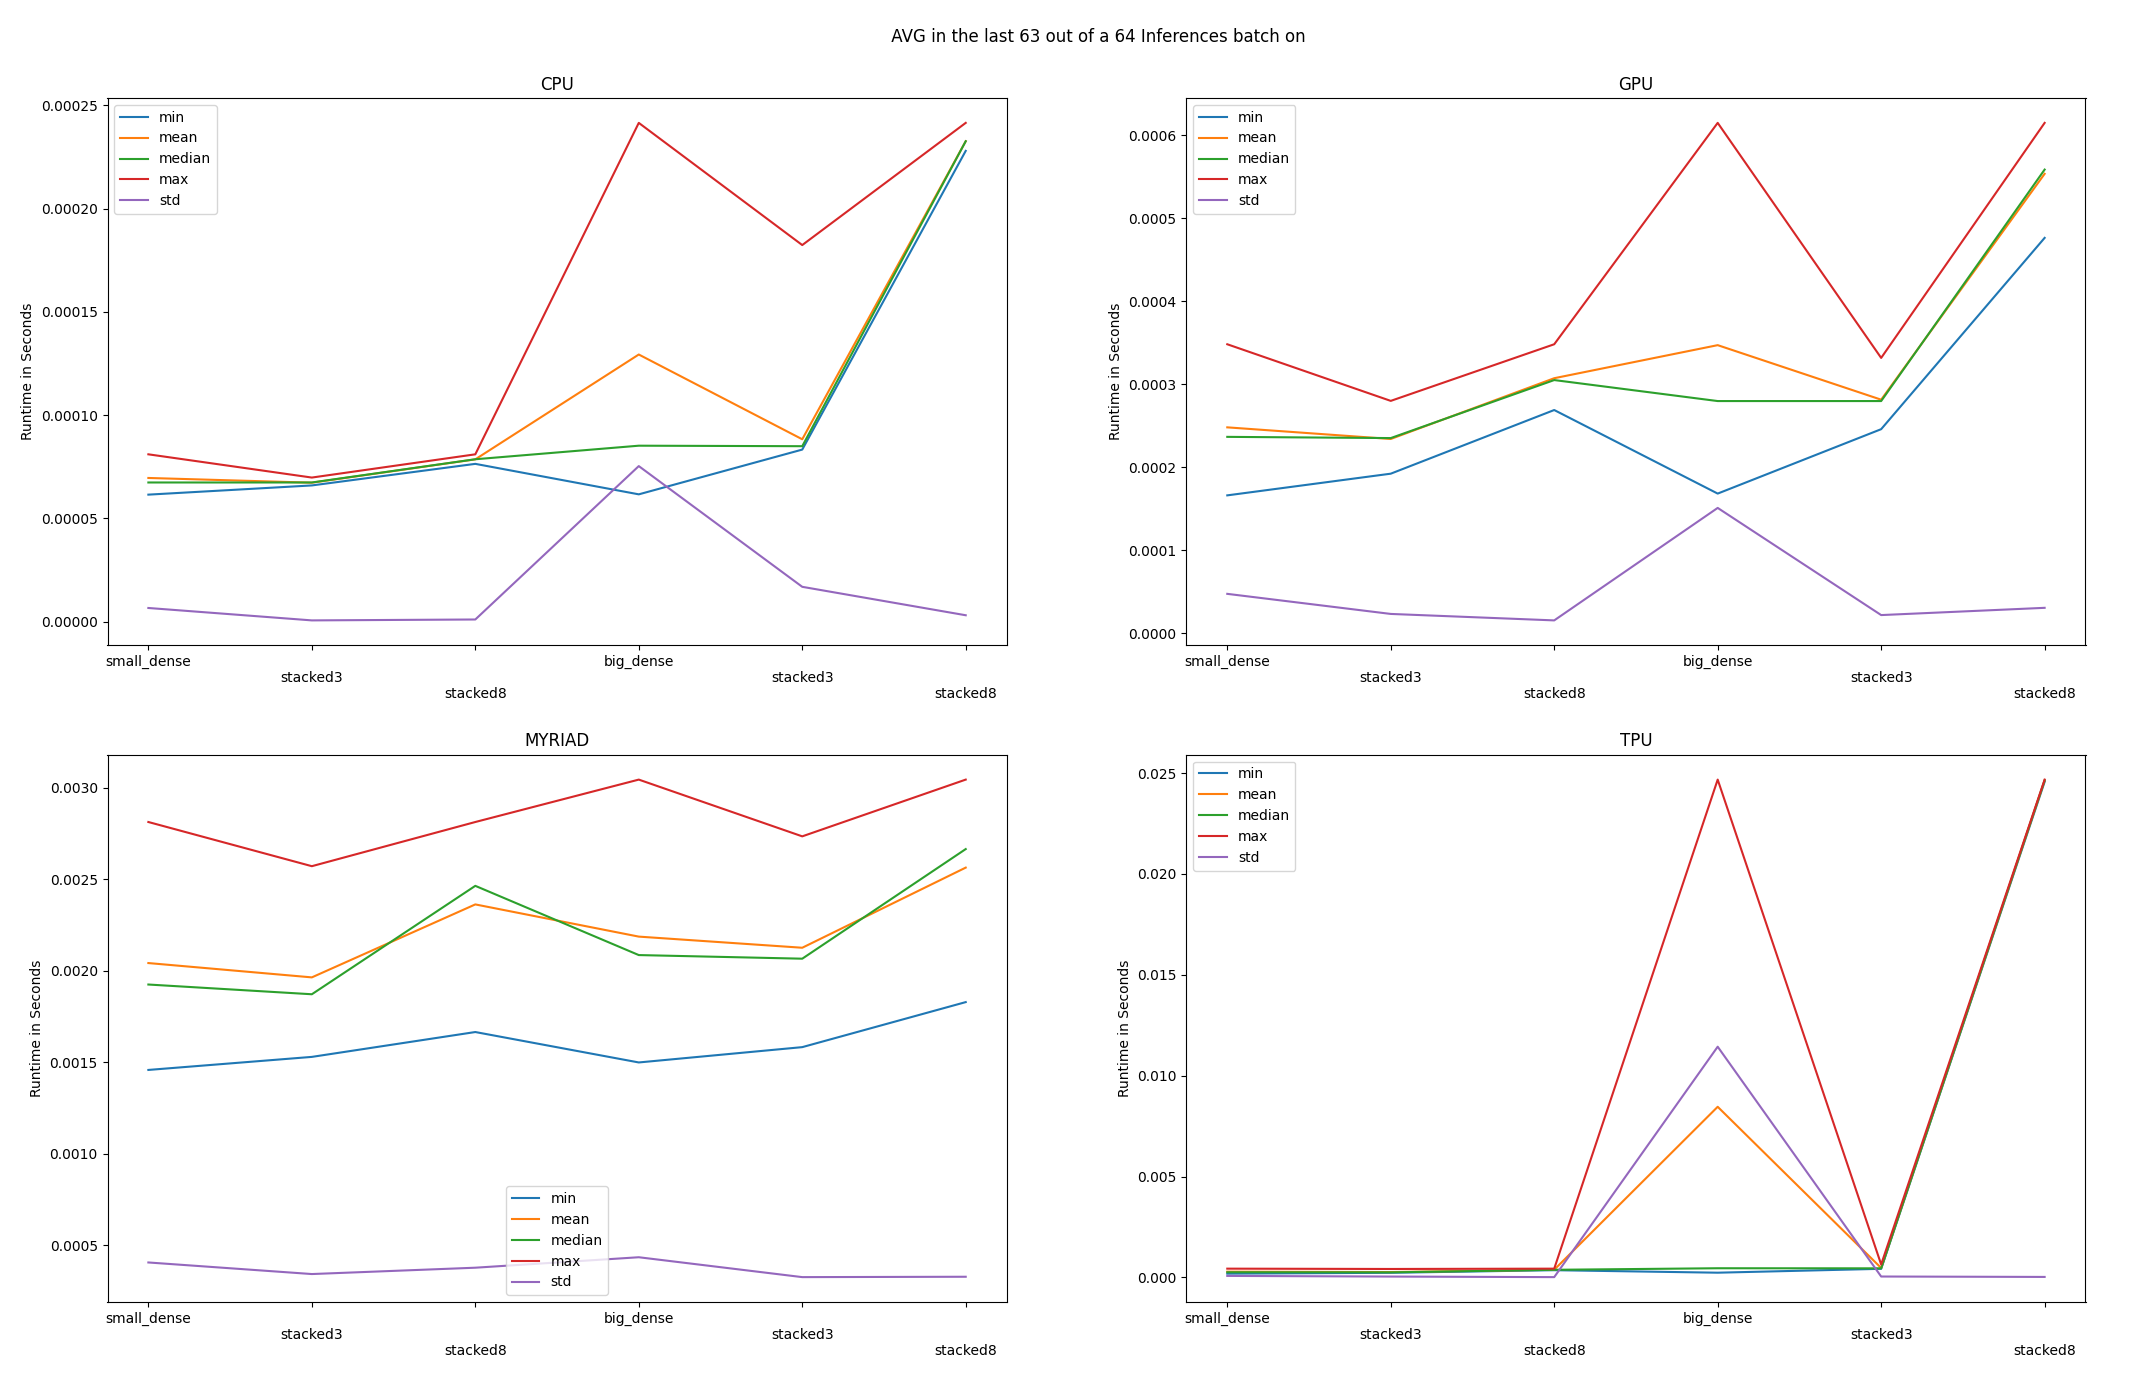 AVG in the last 63 out of a 64 Inferences batch on
CPU
0.00025
0.00020
0.00015
0.00010
0.00005
0.00000
Runtime in Seconds
min
mean
median
max
std
small_dense
stacked3
stacked8
big_dense
stacked3
stacked8
GPU
0.0006
0.0005
0.0004
0.0003
0.0002
0.0001
0.0000
Runtime in Seconds
min
mean
median
max
std
small_dense
stacked3
stacked8
big_dense
stacked3
stacked8
MYRIAD
0.0030
0.0025
0.0020
0.0015
0.0010
0.0005
Runtime in Seconds
min
mean
median
max
std
small_dense
stacked3
stacked8
big_dense
stacked3
stacked8
TPU
0.025
0.020
0.015
0.010
0.005
0.000
Runtime in Seconds
min
mean
median
max
std
small_dense
stacked3
stacked8
big_dense
stacked3
stacked8